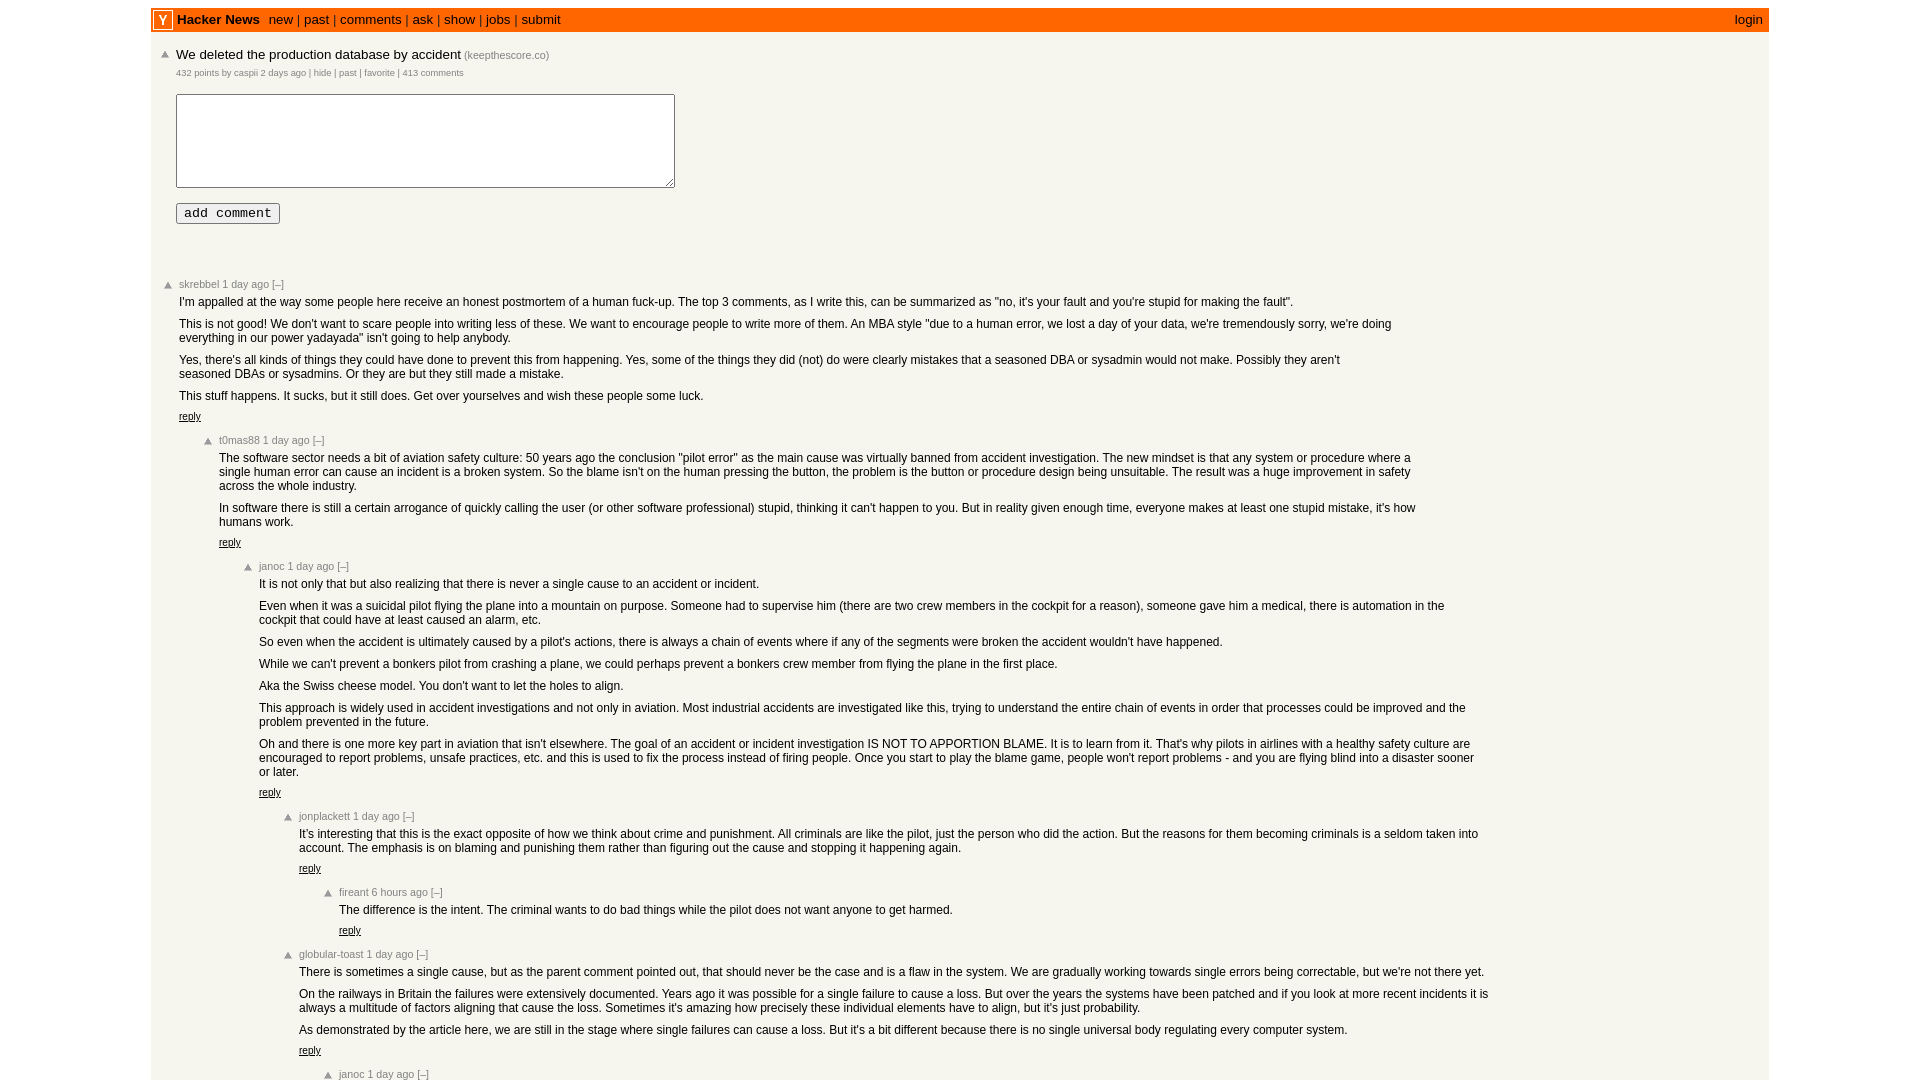 Y Hacker News new | past | comments | ask | show | jobs | submit login
We deleted the production database by accident (keepthescore.co)
432 points by caspii 2 days ago | hide | past | favorite | 413 comments
add comment
skrebbel 1 day ago [–]
I'm appalled at the way some people here receive an honest postmortem of a human fuck-up. The top 3 comments, as I write this, can be summarized as "no, it's your fault and you're stupid for making the fault".
This is not good! We don't want to scare people into writing less of these. We want to encourage people to write more of them. An MBA style "due to a human error, we lost a day of your data, we're tremendously sorry, we're doing
everything in our power yadayada" isn't going to help anybody.
Yes, there's all kinds of things they could have done to prevent this from happening. Yes, some of the things they did (not) do were clearly mistakes that a seasoned DBA or sysadmin would not make. Possibly they aren't
seasoned DBAs or sysadmins. Or they are but they still made a mistake.
This stuff happens. It sucks, but it still does. Get over yourselves and wish these people some luck.
reply
t0mas88 1 day ago [–]
The software sector needs a bit of aviation safety culture: 50 years ago the conclusion "pilot error" as the main cause was virtually banned from accident investigation. The new mindset is that any system or procedure where a
single human error can cause an incident is a broken system. So the blame isn't on the human pressing the button, the problem is the button or procedure design being unsuitable. The result was a huge improvement in safety
across the whole industry.
In software there is still a certain arrogance of quickly calling the user (or other software professional) stupid, thinking it can't happen to you. But in reality given enough time, everyone makes at least one stupid mistake, it's how
humans work.
reply
janoc 1 day ago [–]
It is not only that but also realizing that there is never a single cause to an accident or incident.
Even when it was a suicidal pilot flying the plane into a mountain on purpose. Someone had to supervise him (there are two crew members in the cockpit for a reason), someone gave him a medical, there is automation in the
cockpit that could have at least caused an alarm, etc.
So even when the accident is ultimately caused by a pilot's actions, there is always a chain of events where if any of the segments were broken the accident wouldn't have happened.
While we can't prevent a bonkers pilot from crashing a plane, we could perhaps prevent a bonkers crew member from flying the plane in the first place.
Aka the Swiss cheese model. You don't want to let the holes to align.
This approach is widely used in accident investigations and not only in aviation. Most industrial accidents are investigated like this, trying to understand the entire chain of events in order that processes could be improved and the
problem prevented in the future.
Oh and there is one more key part in aviation that isn't elsewhere. The goal of an accident or incident investigation IS NOT TO APPORTION BLAME. It is to learn from it. That's why pilots in airlines with a healthy safety culture are
encouraged to report problems, unsafe practices, etc. and this is used to fix the process instead of firing people. Once you start to play the blame game, people won't report problems - and you are flying blind into a disaster sooner
or later.
reply
jonplackett 1 day ago [–]
It's interesting that this is the exact opposite of how we think about crime and punishment. All criminals are like the pilot, just the person who did the action. But the reasons for them becoming criminals is a seldom taken into
account. The emphasis is on blaming and punishing them rather than figuring out the cause and stopping it happening again.
reply
fireant 6 hours ago [–]
The difference is the intent. The criminal wants to do bad things while the pilot does not want anyone to get harmed.
reply
globular-toast 1 day ago [–]
There is sometimes a single cause, but as the parent comment pointed out, that should never be the case and is a flaw in the system. We are gradually working towards single errors being correctable, but we're not there yet.
On the railways in Britain the failures were extensively documented. Years ago it was possible for a single failure to cause a loss. But over the years the systems have been patched and if you look at more recent incidents it is
always a multitude of factors aligning that cause the loss. Sometimes it's amazing how precisely these individual elements have to align, but it's just probability.
As demonstrated by the article here, we are still in the stage where single failures can cause a loss. But it's a bit different because there is no single universal body regulating every computer system.
reply
janoc 1 day ago [–]